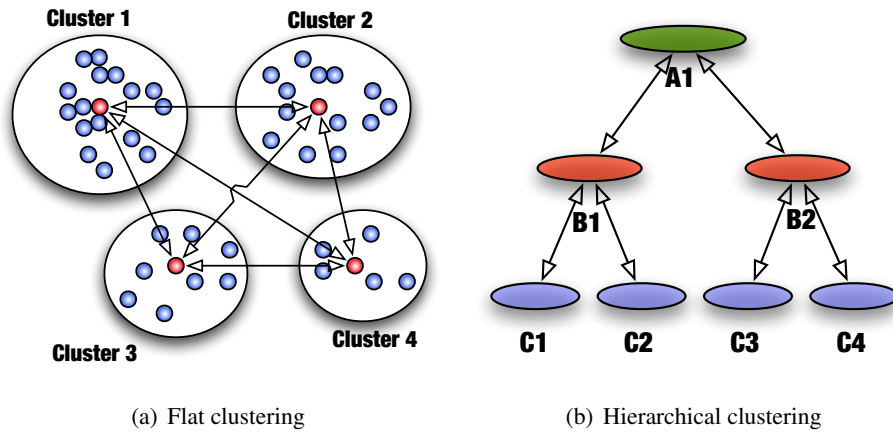 Cluster 1
Cluster 2
Cluster 3
Cluster 4
(a) Flat clustering
A1
B1
B2
C1
C2
C3
C4
(b) Hierarchical clustering